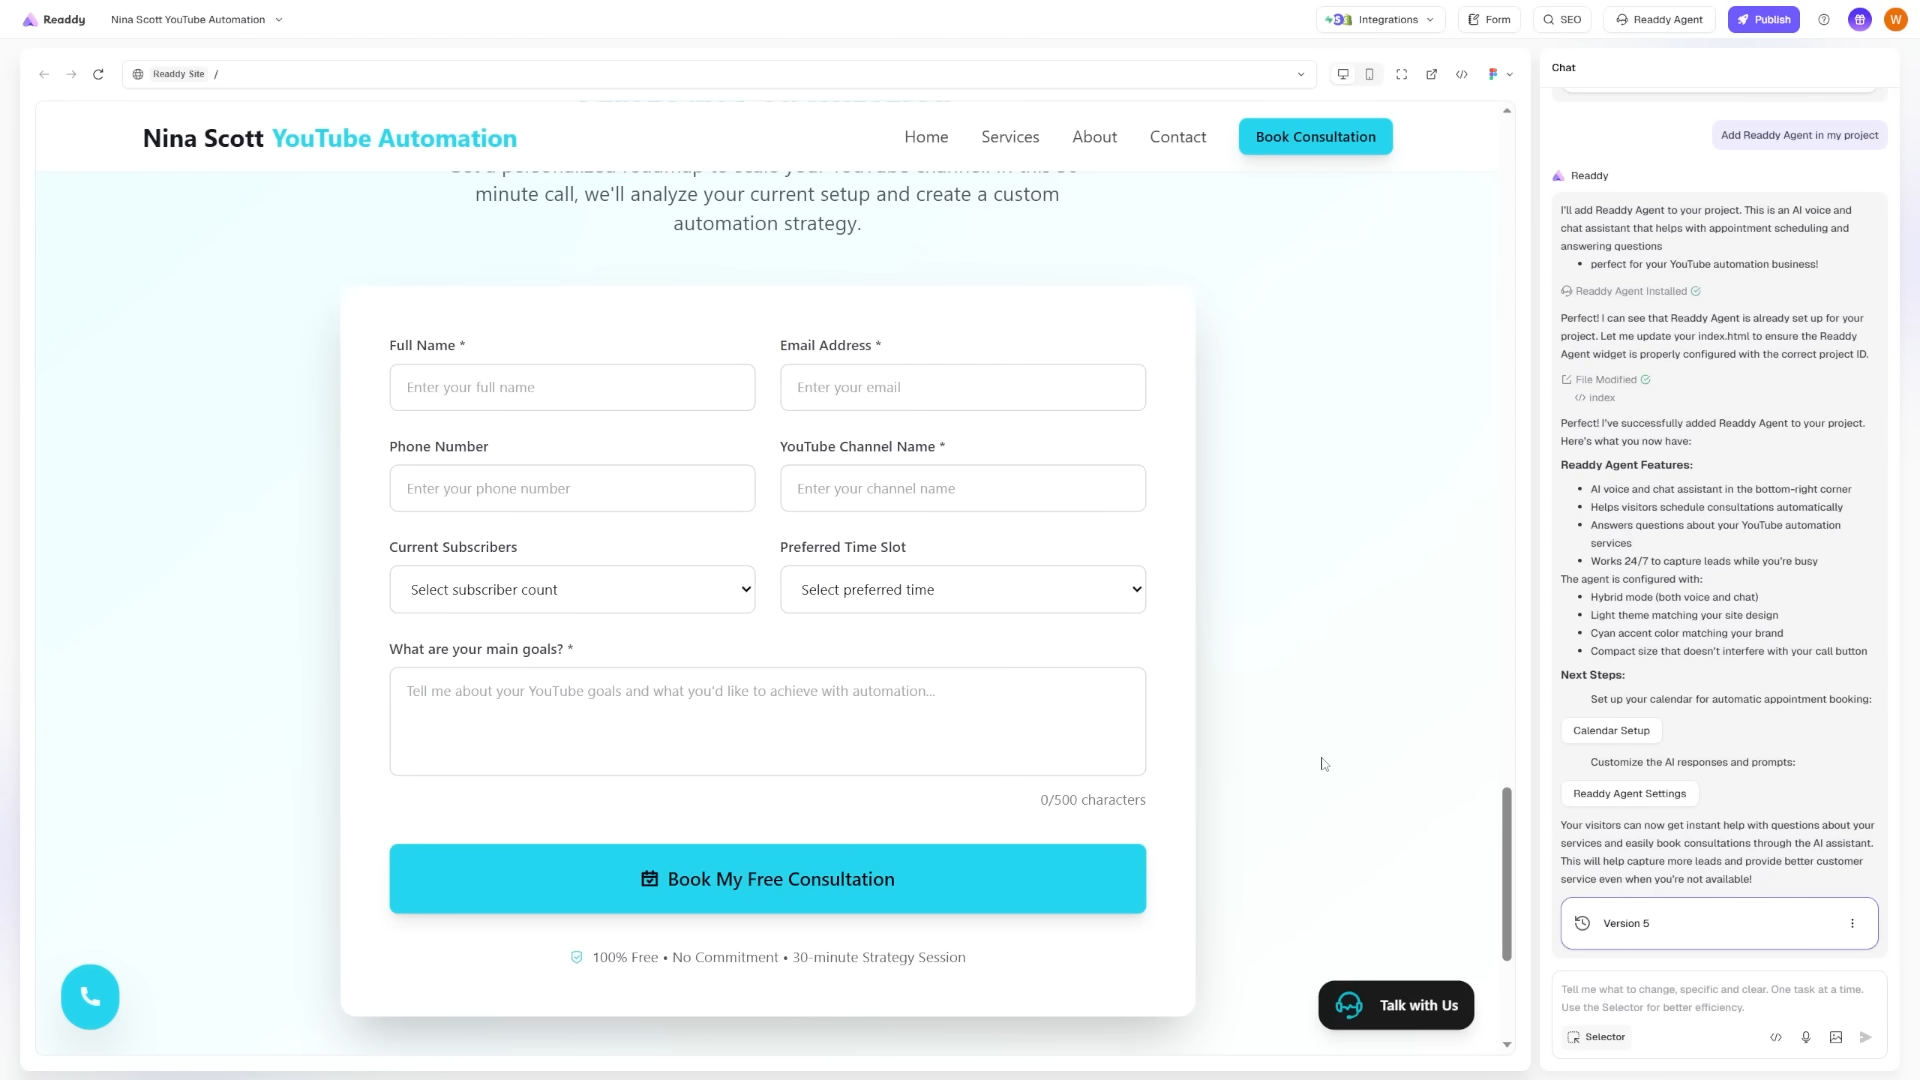 Readdy
Nina Scott YouTube Automation
Integrations
Form
SEO
Readdy Agent
Publish
W
Readdy Site /
Nina Scott YouTube Automation
Home
Services
About
Contact
Book Consultation
Get a personalized roadmap to scale your YouTube channel. In this 30
minute call, we'll analyze your current setup and create a custom
automation strategy.
Full Name *
Email Address *
Enter your full name
Enter your email
Phone Number
YouTube Channel Name *
Enter your phone number
Enter your channel name
Current Subscribers
Preferred Time Slot
Select subscriber count
Select preferred time
What are your main goals? *
Tell me about your YouTube goals and what you'd like to achieve with automation...
0/500 characters
Book My Free Consultation
100% Free • No Commitment • 30-minute Strategy Session
Talk with Us
Chat
Add Readdy Agent in my project
Readdy
I'll add Readdy Agent to your project. This is an AI voice and
chat assistant that helps with appointment scheduling and
answering questions
• perfect for your YouTube automation business!
Readdy Agent Installed
Perfect! I can see that Readdy Agent is already set up for your
project. Let me update your index.html to ensure the Readdy
Agent widget is properly configured with the correct project ID.
File Modified
index
Perfect! I've successfully added Readdy Agent to your project.
Here's what you now have:
Readdy Agent Features:
• AI voice and chat assistant in the bottom-right corner
• Helps visitors schedule consultations automatically
• Answers questions about your YouTube automation
services
• Works 24/7 to capture leads while you're busy
The agent is configured with:
• Hybrid mode (both voice and chat)
• Light theme matching your site design
• Cyan accent color matching your brand
• Compact size that doesn't interfere with your call button
Next Steps:
Set up your calendar for automatic appointment booking:
Calendar Setup
Customize the AI responses and prompts:
Readdy Agent Settings
Your visitors can now get instant help with questions about your
services and easily book consultations through the AI assistant.
This will help capture more leads and provide better customer
service even when you're not available!
Version 5
Tell me what to change, specific and clear. One task at a time.
Use the Selector for better efficiency.
Selector